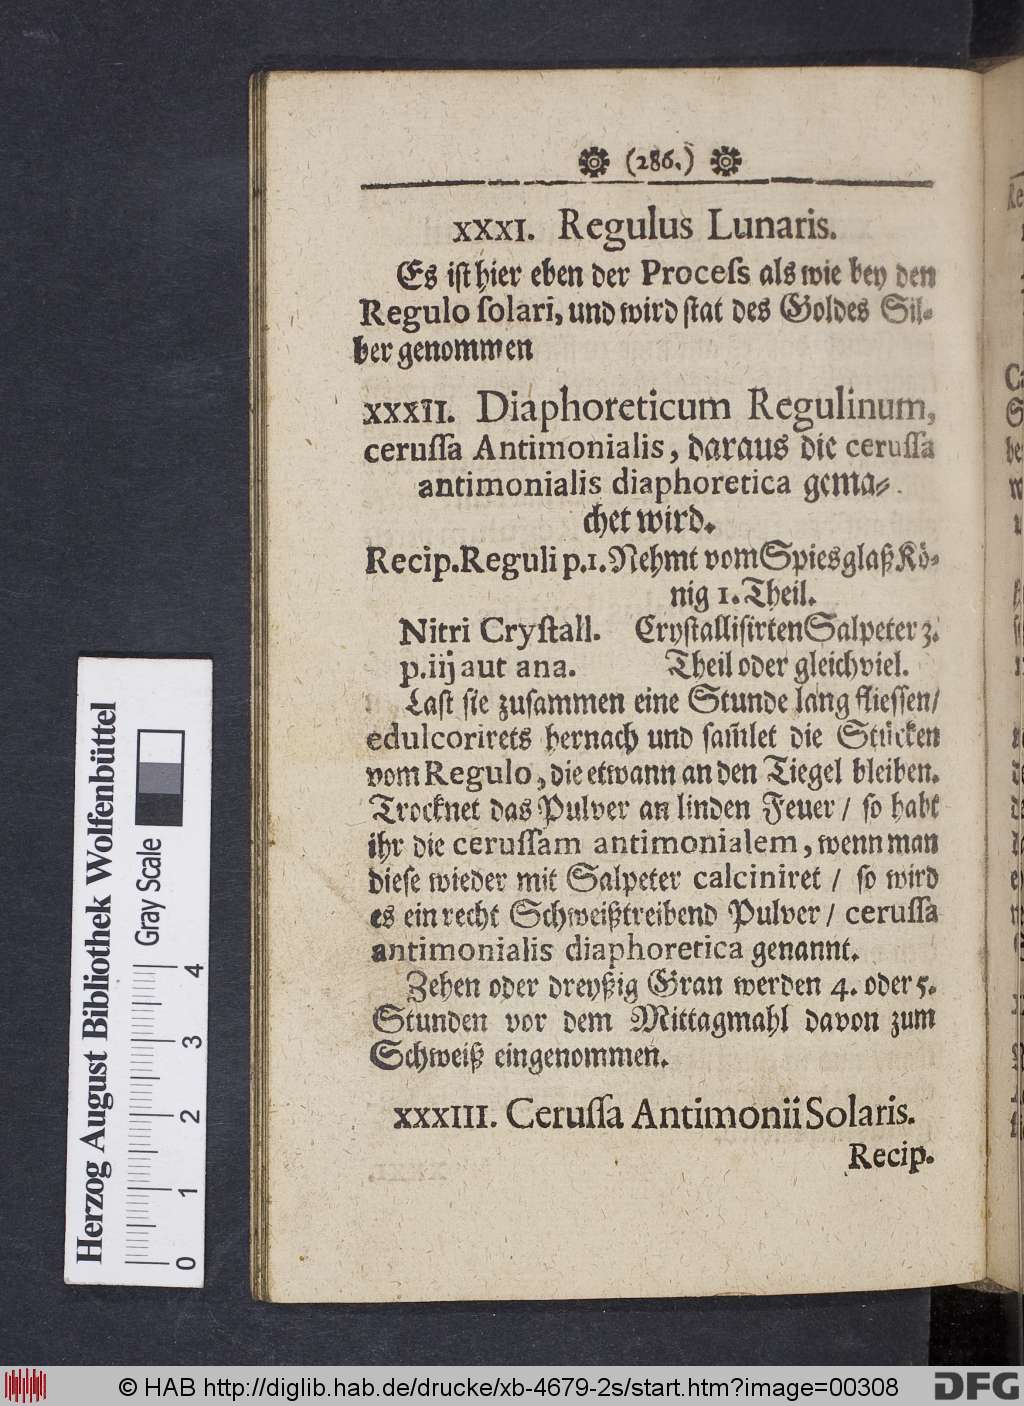 (286.)
XXXI. Regulus Lunaris.
Es ist hier eben der Proceſs als wie bey den
Regulo ſolari, und wird stat des Goldes Sil-
ber genommen
XXXII. Diaphoreticum Regulinum,
ceruſſa Antimonialis, daraus die ceruſſa
antimonialis diaphoretica gema-
chet wird.
Recip. Reguli p. 1. Nehmt vom Spiesglaß Kö-
nig 1. Theil.
Nitri Cryſtall. Crystallisirten Salpeter 3.
p. iij aut ana. Theil oder gleichviel.
Last sie zusammen eine Stunde lang fliessen/
edulcorirets hernach und sam̃let die Stücken
vom Regulo, die etwann an den Tiegel bleiben.
Trocknet das Pulver an linden Feuer / so habt
ihr die ceruſſam antimonialem, wenn man
diese wieder mit Salpeter calciniret / so wird
es ein recht Schweißtreibend Pulver / ceruſſa
antimonialis diaphoretica genannt.
Zehen oder dreyßig Gran werden 4. oder 5.
Stunden vor dem Mittagmahl davon zum
Schweiß eingenommen.
XXXIII. Ceruſſa Antimonii Solaris.
Recip.
Herzog August Bibliothek Wolfenbüttel
Gray Scale
0 1 2 3 4
© HAB http://diglib.hab.de/drucke/xb-4679-2s/start.htm?image=00308
DFG